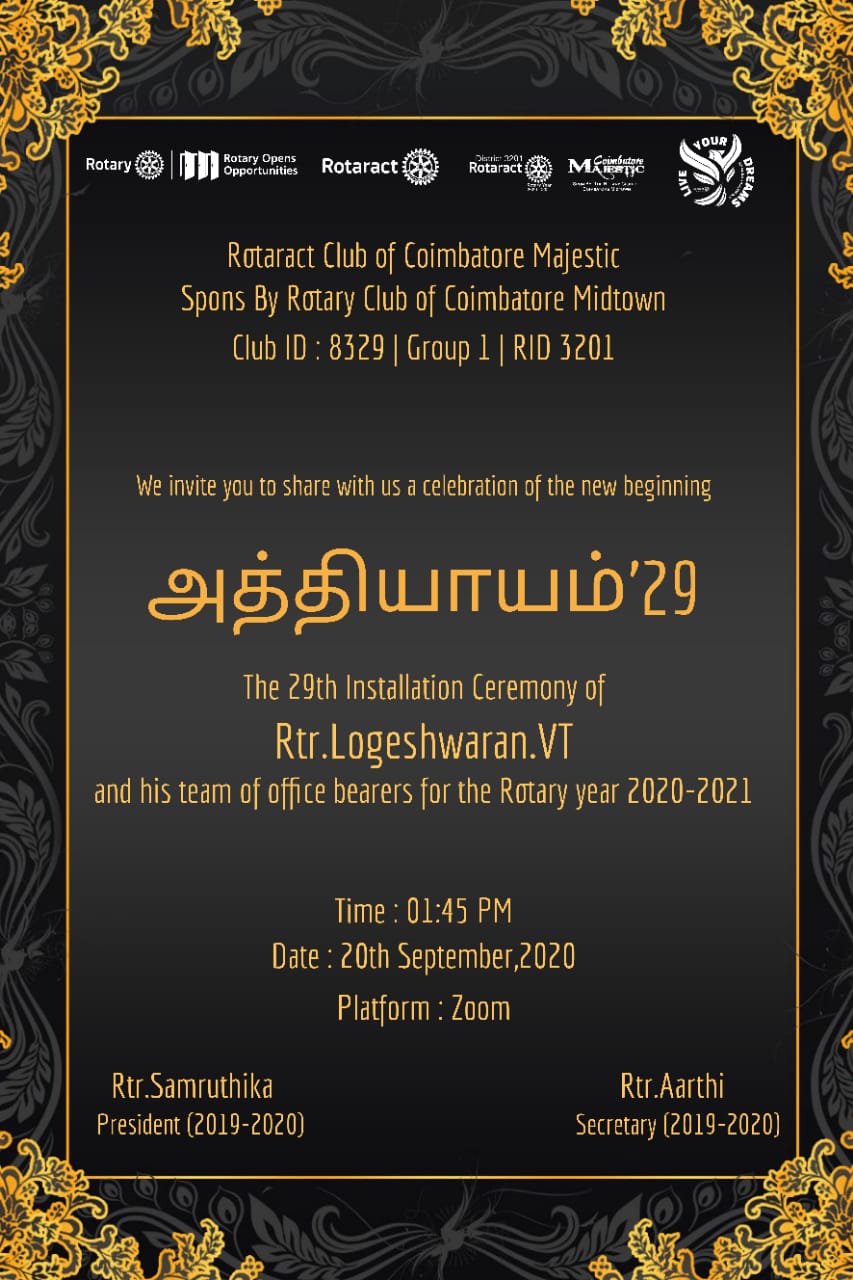 Rotary
Rotary Opens
Opportunities
Rotaract
District 3201
Rotaract
Rotary Year
Coimbatore
MAJESTIC
LIVE YOUR DREAMS
Rotaract Club of Coimbatore Majestic
Spons By Rotary Club of Coimbatore Midtown
Club ID : 8329 | Group 1 | RID 3201
We invite you to share with us a celebration of the new beginning
அத்தியாயம்'29
The 29th Installation Ceremony of
Rtr.Logeshwaran.VT
and his team of office bearers for the Rotary year 2020-2021
Time : 01:45 PM
Date : 20th September,2020
Platform : Zoom
Rtr.Samruthika
President (2019-2020)
Rtr.Aarthi
Secretary (2019-2020)